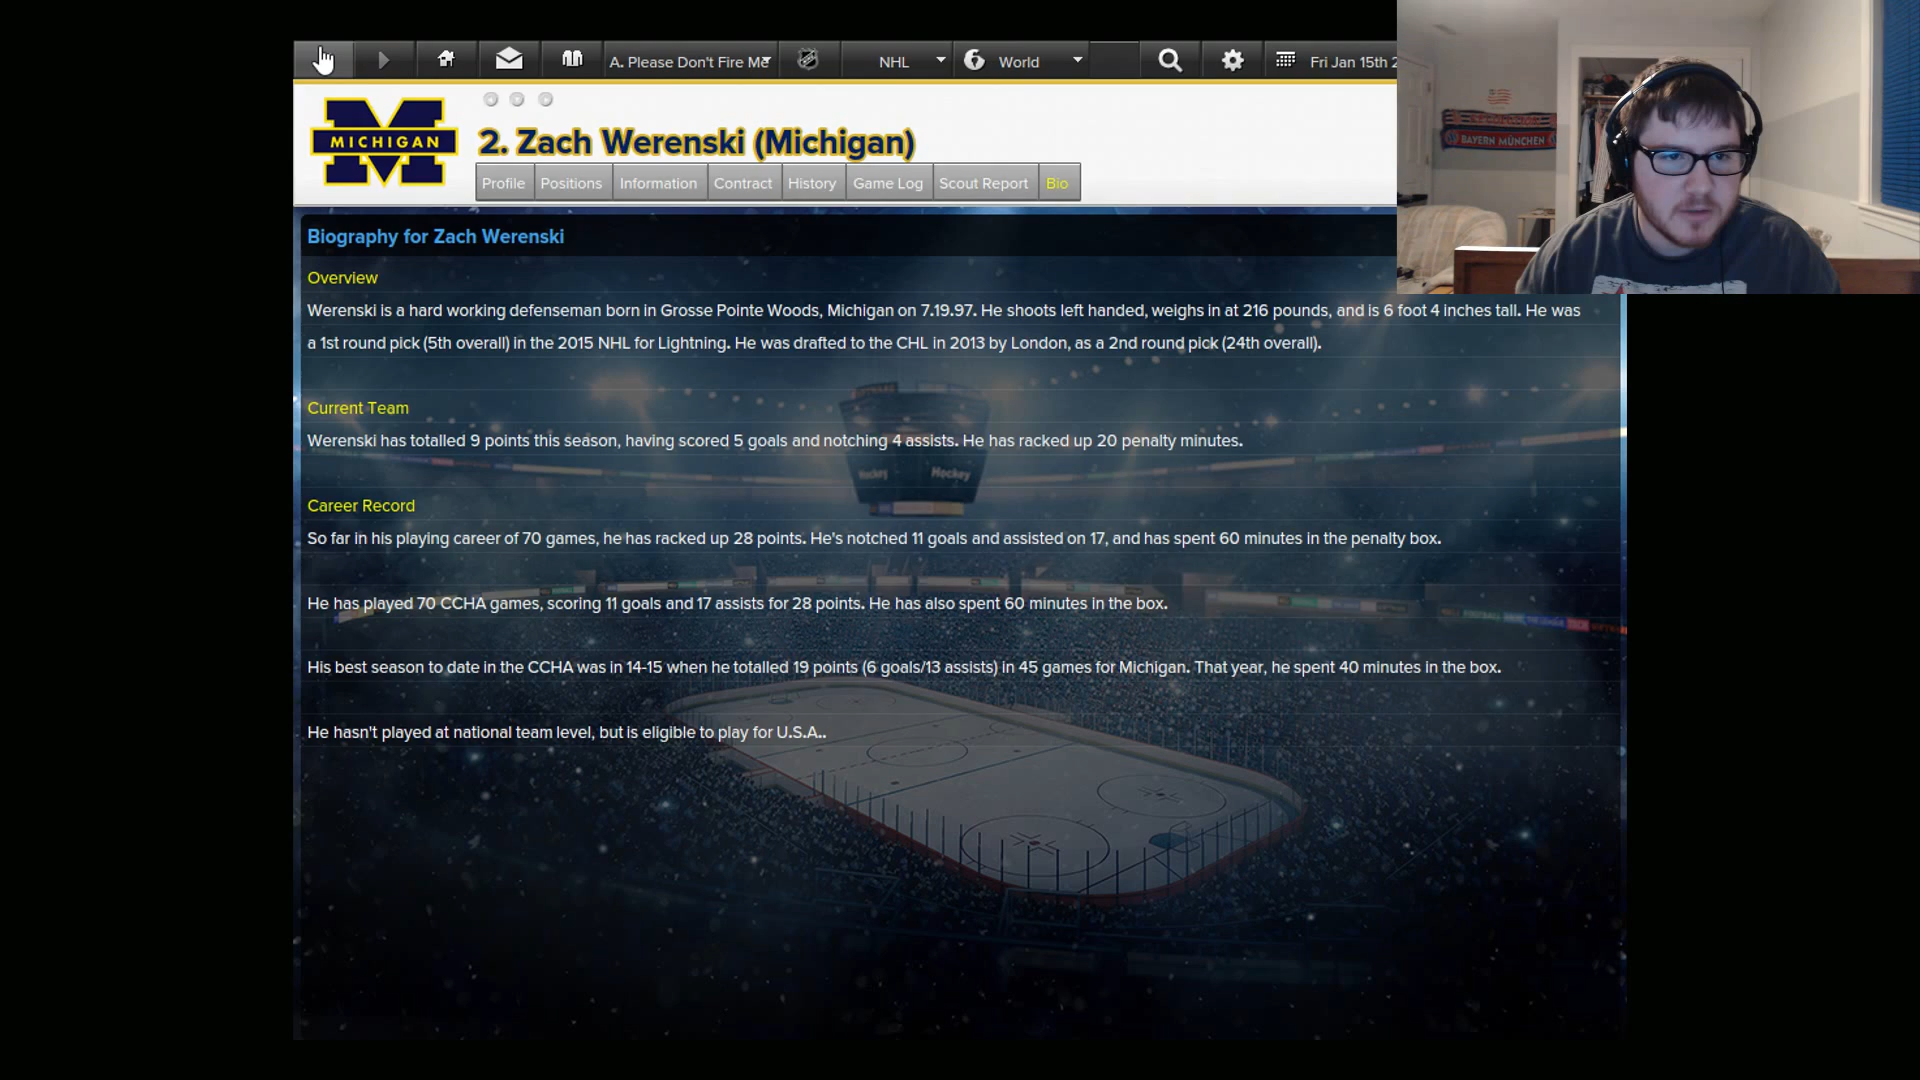 A. Please Don't Fire Me
NHL
World
Fri Jan 15th 2
MICHIGAN
2. Zach Werenski (Michigan)
Profile
Positions
Information
Contract
History
Game Log
Scout Report
Bio
BAYERN MÜNCHEN
Biography for Zach Werenski
Overview
Werenski is a hard working defenseman born in Grosse Pointe Woods, Michigan on 7.19.97. He shoots left handed, weighs in at 216 pounds, and is 6 foot 4 inches tall. He was
a 1st round pick (5th overall) in the 2015 NHL for Lightning. He was drafted to the CHL in 2013 by London, as a 2nd round pick (24th overall).
Current Team
Werenski has totalled 9 points this season, having scored 5 goals and notching 4 assists. He has racked up 20 penalty minutes.
Hockey
Hockey
Career Record
So far in his playing career of 70 games, he has racked up 28 points. He's notched 11 goals and assisted on 17, and has spent 60 minutes in the penalty box.
He has played 70 CCHA games, scoring 11 goals and 17 assists for 28 points. He has also spent 60 minutes in the box.
His best season to date in the CCHA was in 14-15 when he totalled 19 points (6 goals/13 assists) in 45 games for Michigan. That year, he spent 40 minutes in the box.
He hasn't played at national team level, but is eligible to play for U.S.A..